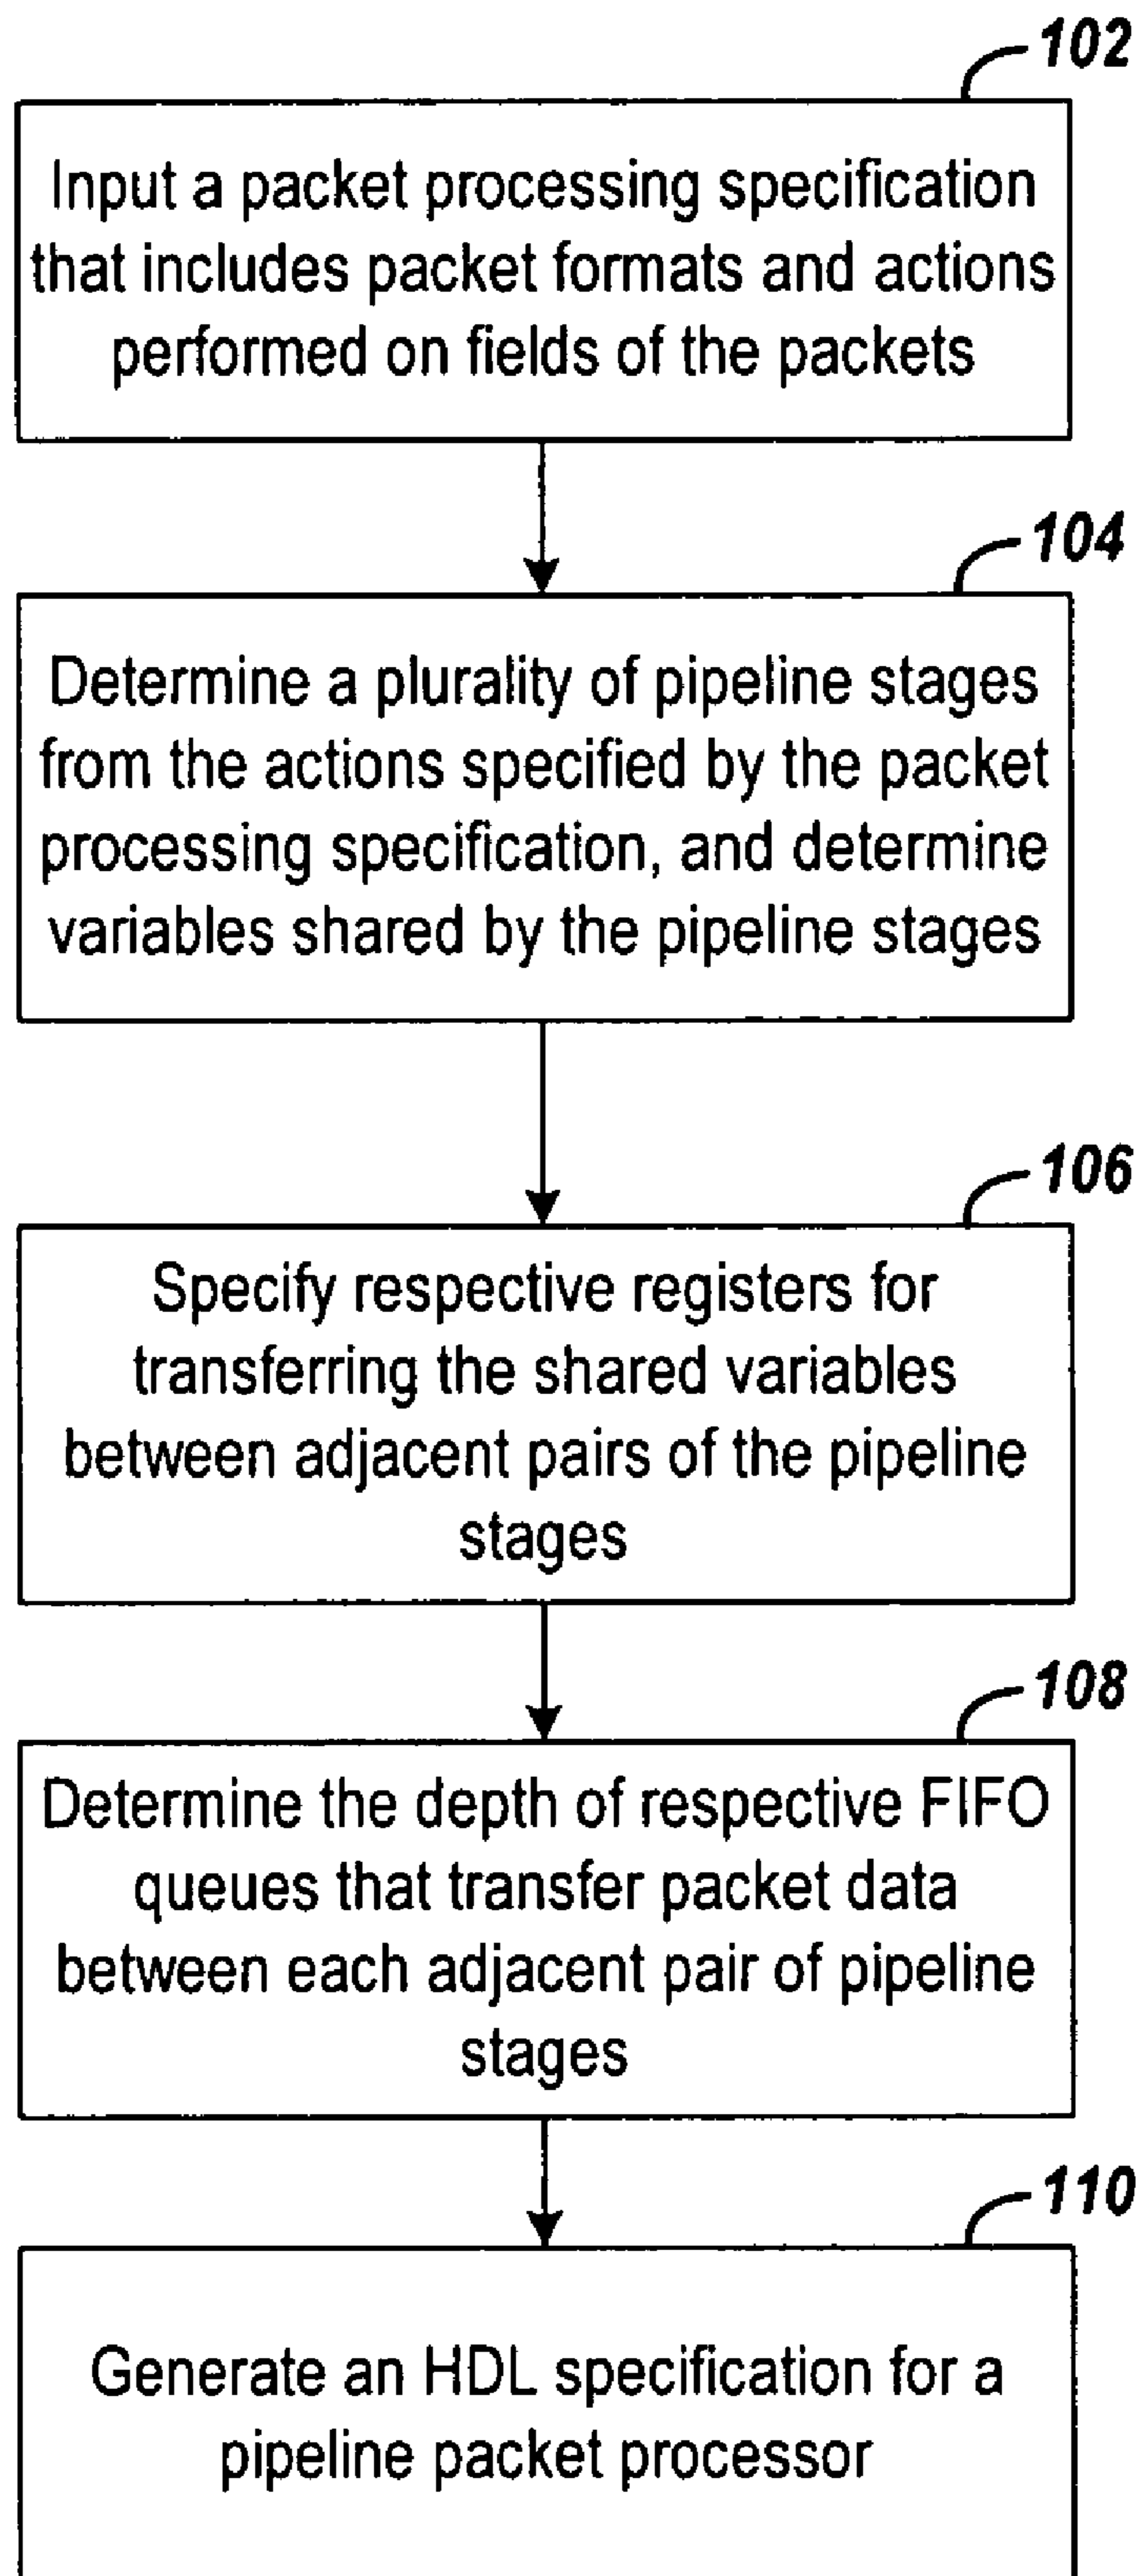 102
Input a packet processing specification
that includes packet formats and actions
performed on fields of the packets
104
Determine a plurality of pipeline stages
from the actions specified by the packet
processing specification, and determine
variables shared by the pipeline stages
106
Specify respective registers for
transferring the shared variables
between adjacent pairs of the pipeline
stages
108
Determine the depth of respective FIFO
queues that transfer packet data
between each adjacent pair of pipeline
stages
110
Generate an HDL specification for a
pipeline packet processor